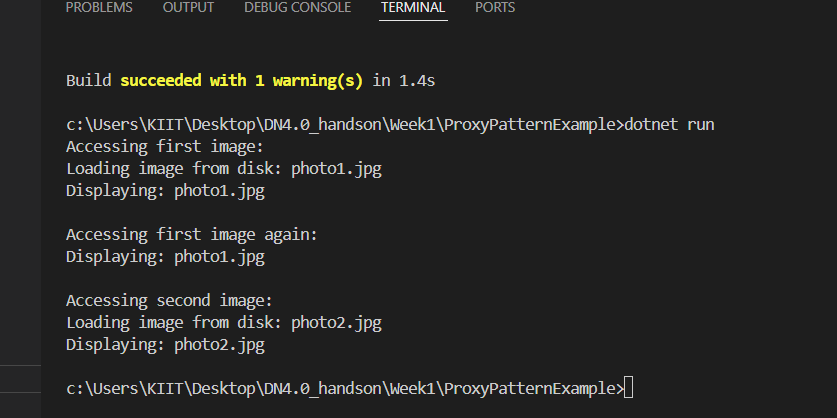 PROBLEMS OUTPUT DEBUG CONSOLE TERMINAL PORTS
Build succeeded with 1 warning(s) in 1.4s
c:\Users\KIIT\Desktop\DN4.0_handson\Week1\ProxyPatternExample>dotnet run
Accessing first image:
Loading image from disk: photo1.jpg
Displaying: photo1.jpg
Accessing first image again:
Displaying: photo1.jpg
Accessing second image:
Loading image from disk: photo2.jpg
Displaying: photo2.jpg
c:\Users\KIIT\Desktop\DN4.0_handson\Week1\ProxyPatternExample>